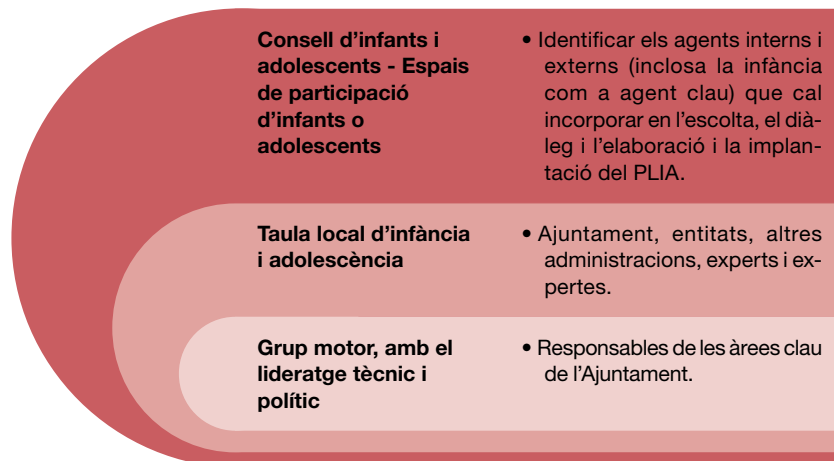 Consell d'infants i
adolescents - Espais
de participació
d'infants o
adolescents
• Identificar els agents interns i
externs (inclosa la infància
com a agent clau) que cal
incorporar en l'escolta, el dià-
leg i l'elaboració i la implan-
tació del PLIA.
Taula local d'infància
i adolescència
• Ajuntament, entitats, altres
administracions, experts i ex-
pertes.
Grup motor, amb el
lideratge tècnic i
polític
• Responsables de les àrees clau
de l'Ajuntament.